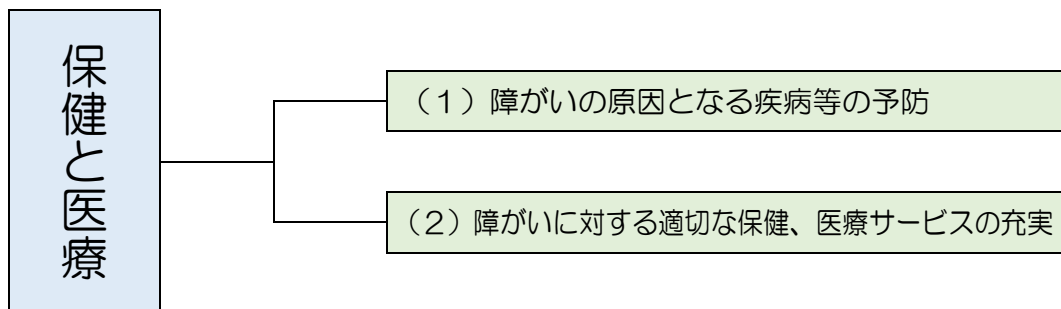 保健と医療
（１）障がいの原因となる疾病等の予防
（２）障がいに対する適切な保健、医療サービスの充実